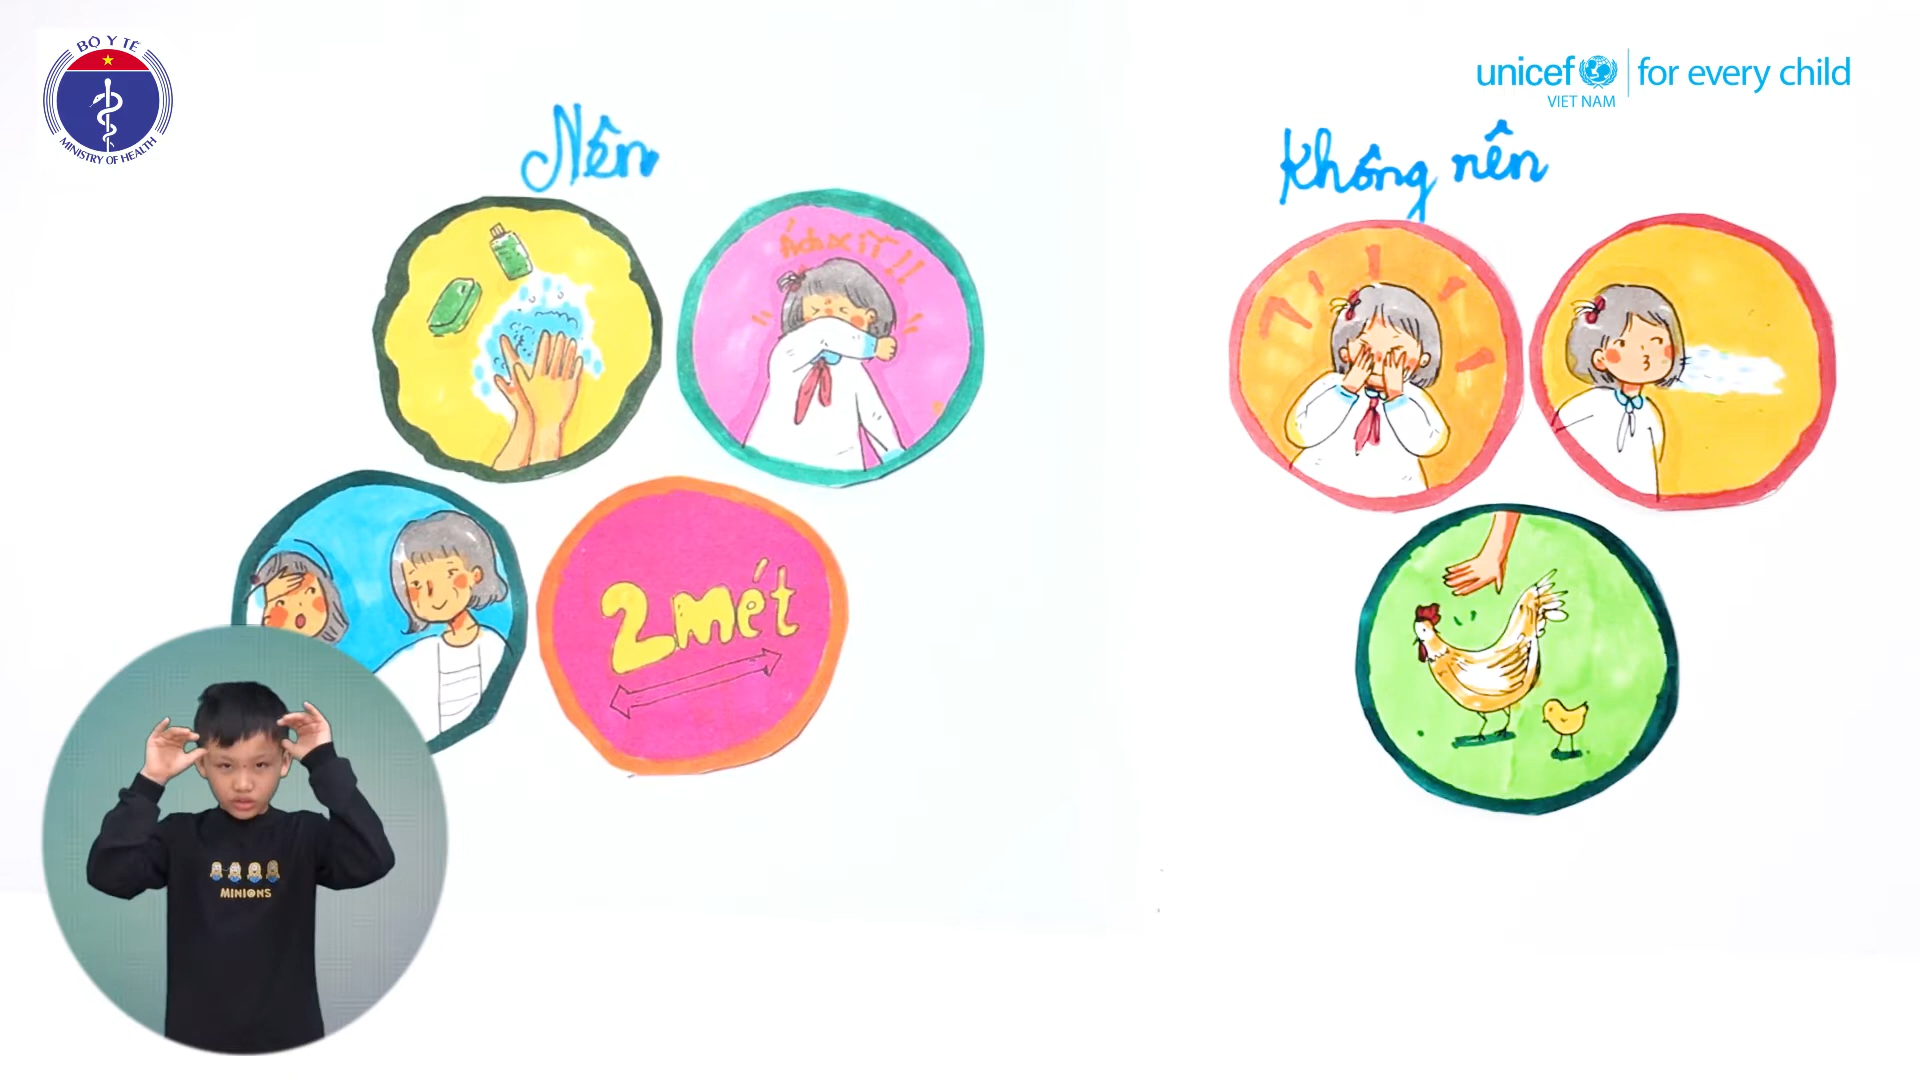 BỘ Y TẾ
MINISTRY OF HEALTH
unicef for every child
VIET NAM
Nên
Không nên
2 mét
MINIONS